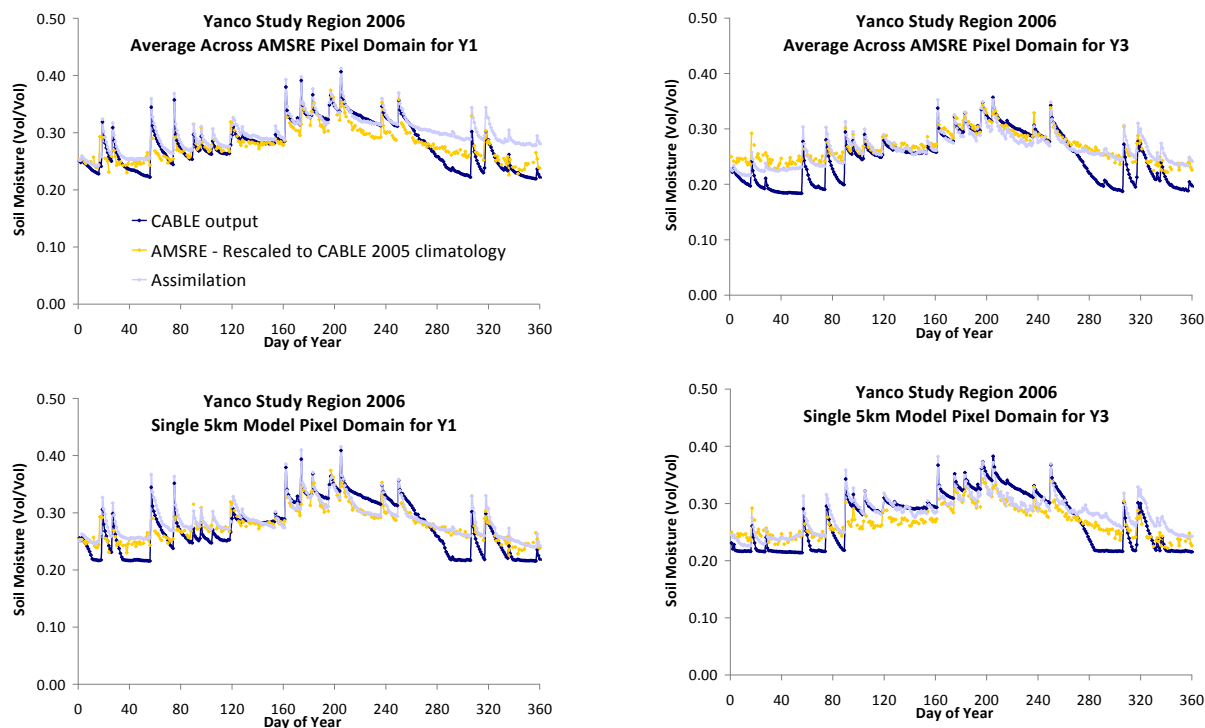 Yanco Study Region 2006
Average Across AMSRE Pixel Domain for Y1
Soil Moisture (Vol/Vol)
0.50
0.40
0.30
0.20
0.10
0.00
CABLE output
AMSRE - Rescaled to CABLE 2005 climatology
Assimilation
0 40 80 120 160 200 240 280 320 360
Day of Year
Yanco Study Region 2006
Average Across AMSRE Pixel Domain for Y3
Soil Moisture (Vol/Vol)
0.50
0.40
0.30
0.20
0.10
0.00
0 40 80 120 160 200 240 280 320 360
Day of Year
Yanco Study Region 2006
Single 5km Model Pixel Domain for Y1
Soil Moisture (Vol/Vol)
0.50
0.40
0.30
0.20
0.10
0.00
0 40 80 120 160 200 240 280 320 360
Day of Year
Yanco Study Region 2006
Single 5km Model Pixel Domain for Y3
Soil Moisture (Vol/Vol)
0.50
0.40
0.30
0.20
0.10
0.00
0 40 80 120 160 200 240 280 320 360
Day of Year